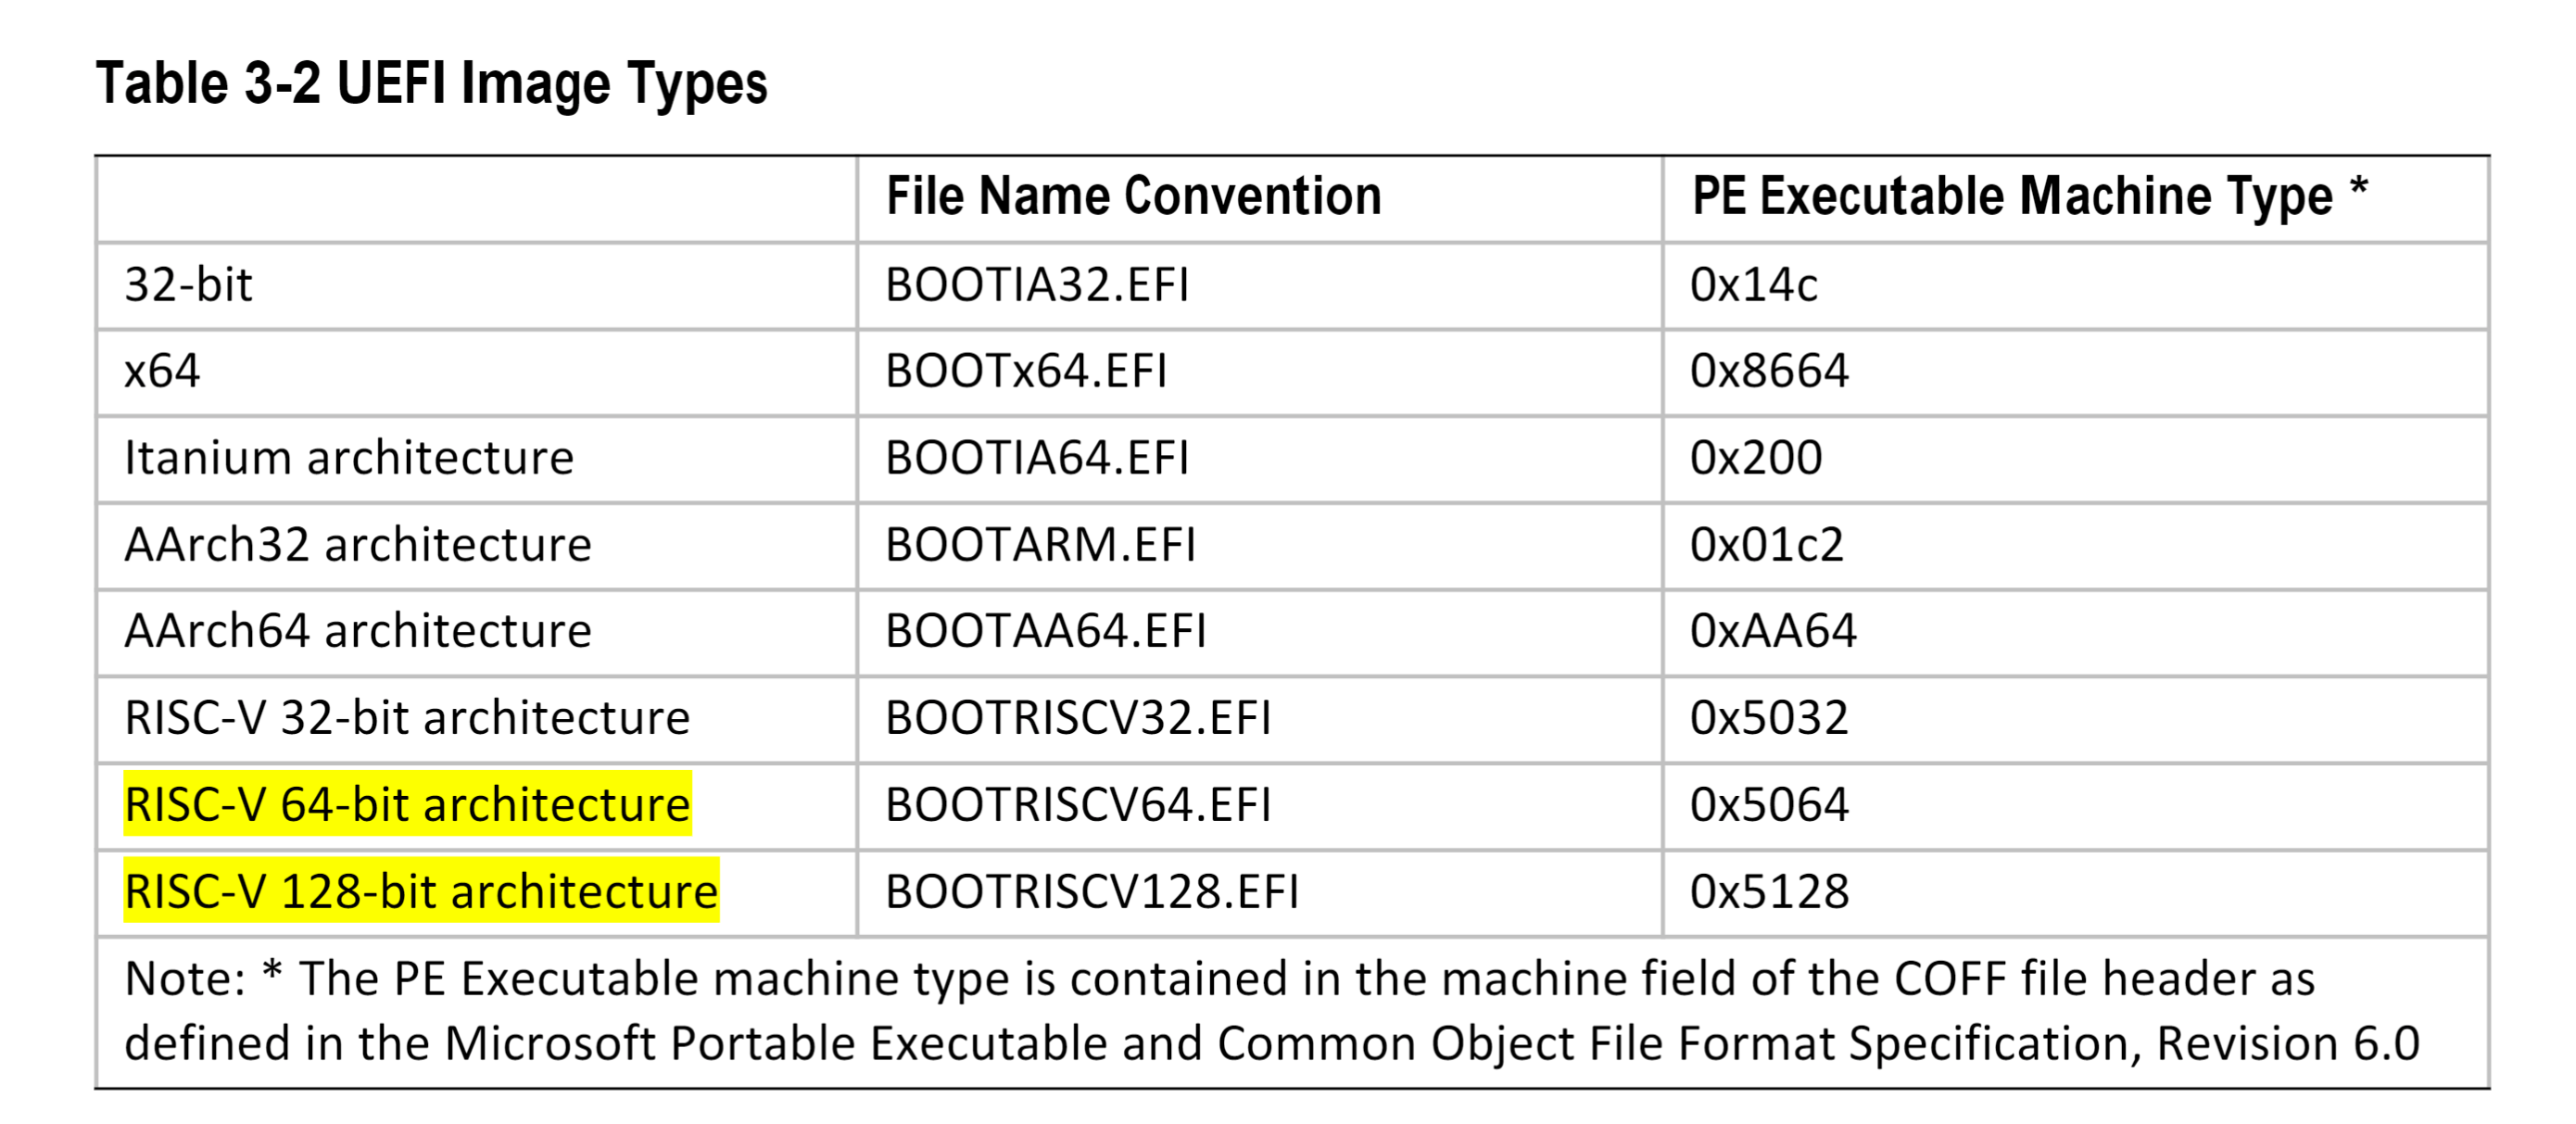 Table 3-2 UEFI Image Types
File Name Convention PE Executable Machine Type *
32-bit BOOTIA32.EFI 0x14c
x64 BOOTx64.EFI 0x8664
Itanium architecture BOOTIA64.EFI 0x200
AArch32 architecture BOOTARM.EFI 0x01c2
AArch64 architecture BOOTAA64.EFI 0xAA64
RISC-V 32-bit architecture BOOTRISCV32.EFI 0x5032
RISC-V 64-bit architecture BOOTRISCV64.EFI 0x5064
RISC-V 128-bit architecture BOOTRISCV128.EFI 0x5128
Note: * The PE Executable machine type is contained in the machine field of the COFF file header as
defined in the Microsoft Portable Executable and Common Object File Format Specification, Revision 6.0